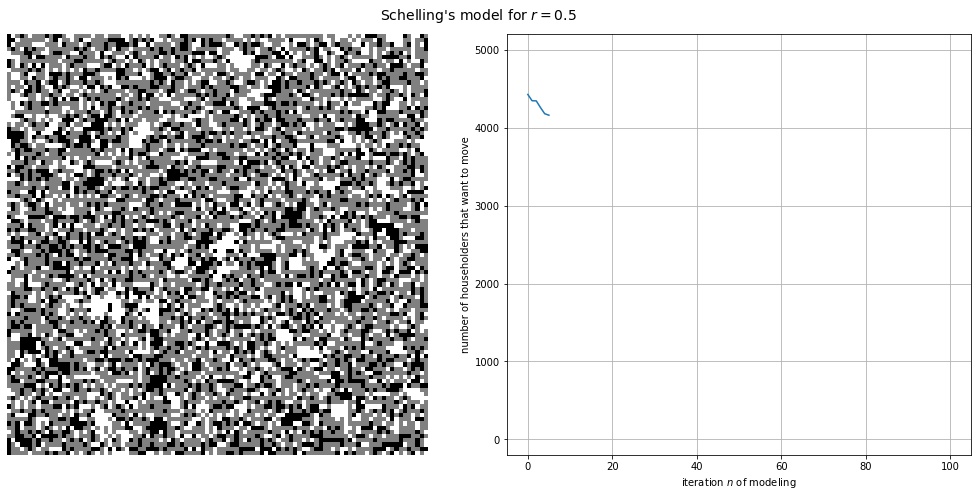 Schelling's model for r = 0.5
number of householders that want to move
5000
4000
3000
2000
1000
0
0 20 40 60 80 100
iteration n of modeling